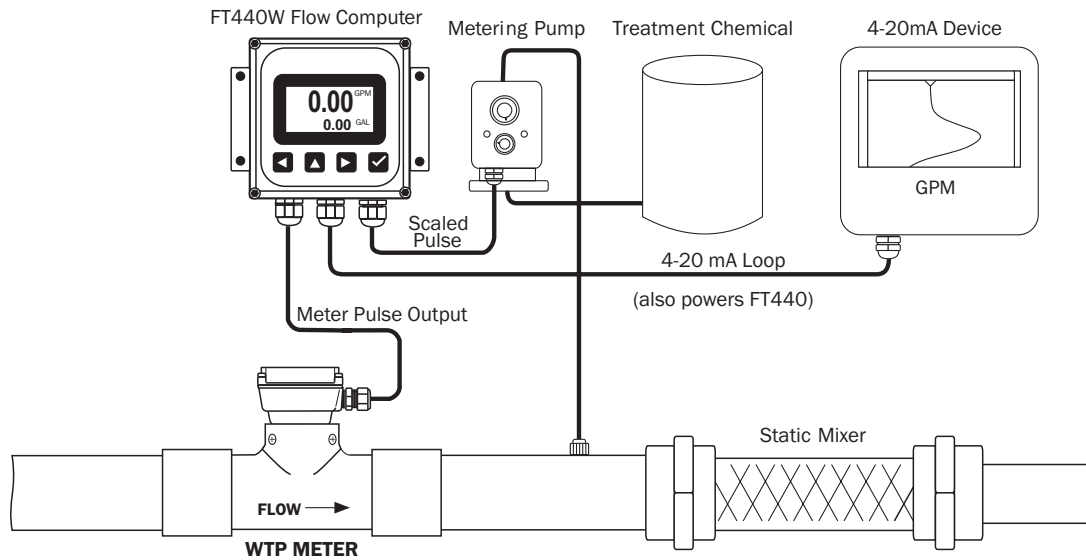 FT440W Flow Computer
Metering Pump
Treatment Chemical
4-20mA Device
0.00 GPM
0.00 GAL
GPM
Scaled
Pulse
4-20 mA Loop
(also powers FT440)
Meter Pulse Output
Static Mixer
FLOW
WTP METER